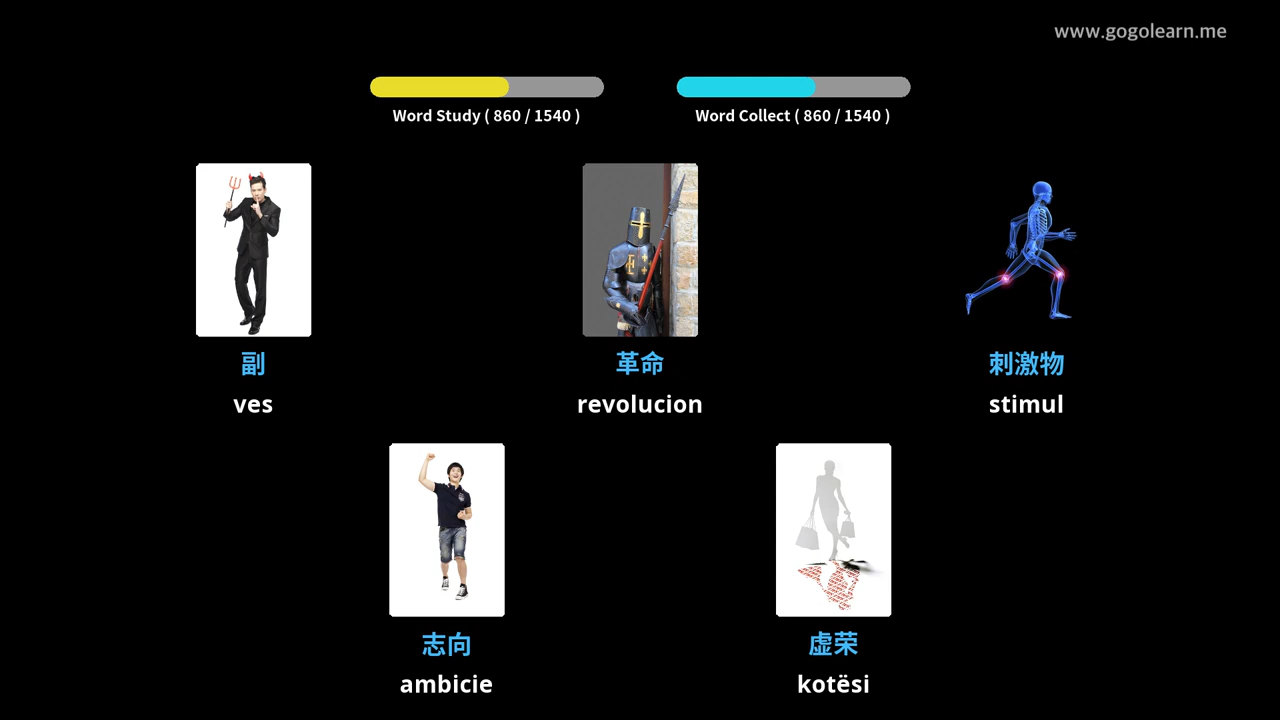 www.gogolearn.me
Word Study ( 860 / 1540 )
Word Collect ( 860 / 1540 )
副
革命
刺激物
ves
revolucion
stimul
志向
虚荣
ambicie
kotësi